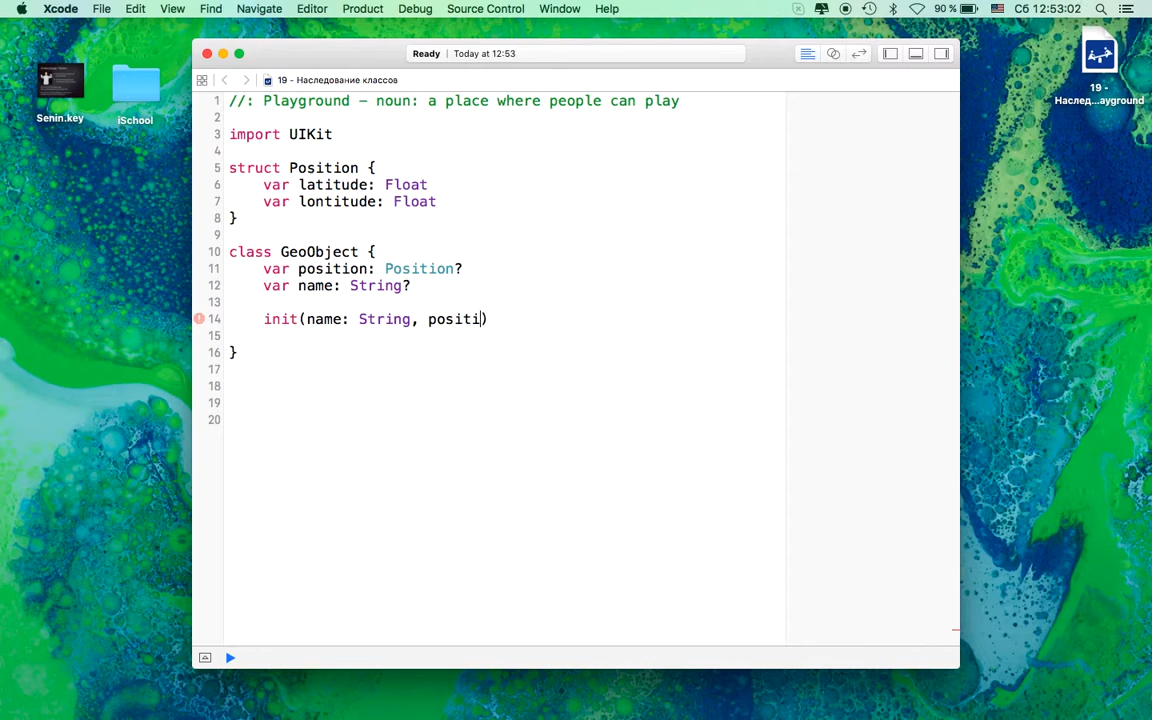 Xcode File Edit View Find Navigate Editor Product Debug Source Control Window Help 90 % Сб 12:53:02
Ready | Today at 12:53
19 - Наследование классов
1 //: Playground – noun: a place where people can play
2
3 import UIKit
4
5 struct Position {
6 var latitude: Float
7 var lontitude: Float
8 }
9
10 class GeoObject {
11 var position: Position?
12 var name: String?
13
14 init(name: String, positi)
15
16 }
17
18
19
20
Senin.key
iSchool
19 -
Наслед...ayground